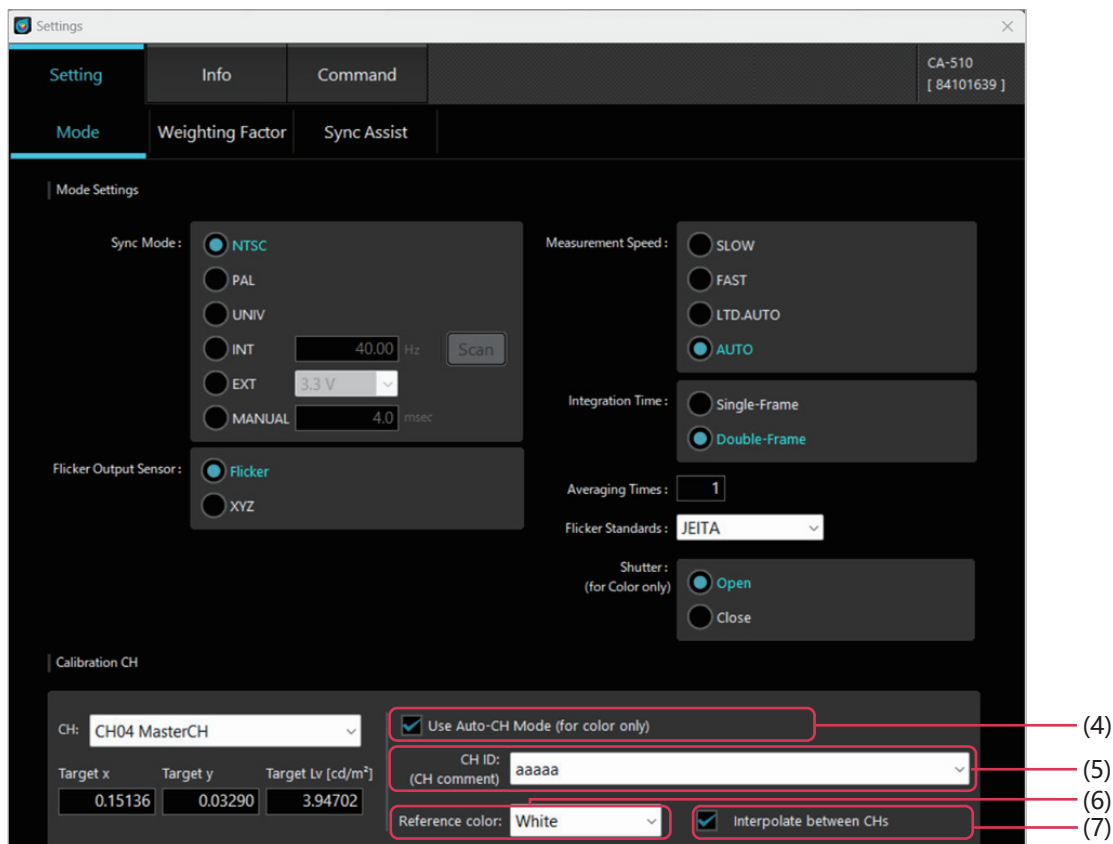 Settings
Setting Info Command
CA-510
[ 84101639 ]
Mode Weighting Factor Sync Assist
Mode Settings
Sync Mode :
NTSC
PAL
UNIV
INT 40.00 Hz Scan
EXT 3.3 V
MANUAL 4.0 msec
Flicker Output Sensor :
Flicker
XYZ
Measurement Speed :
SLOW
FAST
LTD.AUTO
AUTO
Integration Time :
Single-Frame
Double-Frame
Averaging Times : 1
Flicker Standards : JEITA
Shutter :
(for Color only)
Open
Close
Calibration CH
CH: CH04 MasterCH
Target x Target y Target Lv [cd/m²]
0.15136 0.03290 3.94702
Use Auto-CH Mode (for color only) (4)
CH ID:
(CH comment) aaaaa (5)
(6)
Reference color: White Interpolate between CHs (7)